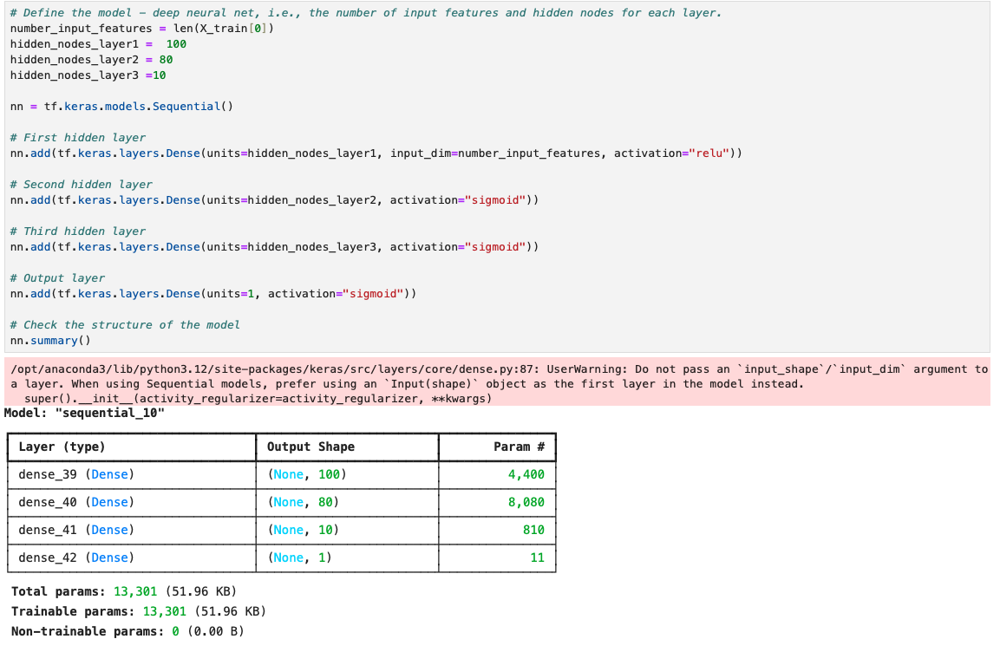 # Define the model - deep neural net, i.e., the number of input features and hidden nodes for each layer.
number_input_features = len(X_train[0])
hidden_nodes_layer1 =  100
hidden_nodes_layer2 = 80
hidden_nodes_layer3 =10
nn = tf.keras.models.Sequential()
# First hidden layer
nn.add(tf.keras.layers.Dense(units=hidden_nodes_layer1, input_dim=number_input_features, activation="relu"))
# Second hidden layer
nn.add(tf.keras.layers.Dense(units=hidden_nodes_layer2, activation="sigmoid"))
# Third hidden layer
nn.add(tf.keras.layers.Dense(units=hidden_nodes_layer3, activation="sigmoid"))
# Output layer
nn.add(tf.keras.layers.Dense(units=1, activation="sigmoid"))
# Check the structure of the model
nn.summary()
/opt/anaconda3/lib/python3.12/site-packages/keras/src/layers/core/dense.py:87: UserWarning: Do not pass an `input_shape`/`input_dim` argument to
a layer. When using Sequential models, prefer using an `Input(shape)` object as the first layer in the model instead.
  super().__init__(activity_regularizer=activity_regularizer, **kwargs)
Model: "sequential_10"
Layer (type) Output Shape Param #
dense_39 (Dense) (None, 100) 4,400
dense_40 (Dense) (None, 80) 8,080
dense_41 (Dense) (None, 10) 810
dense_42 (Dense) (None, 1) 11
Total params: 13,301 (51.96 KB)
Trainable params: 13,301 (51.96 KB)
Non-trainable params: 0 (0.00 B)